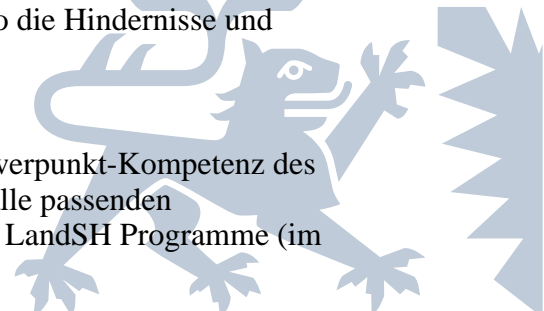 die Hindernisse und
verpunkt-Kompetenz des
lle passenden
LandSH Programme (im